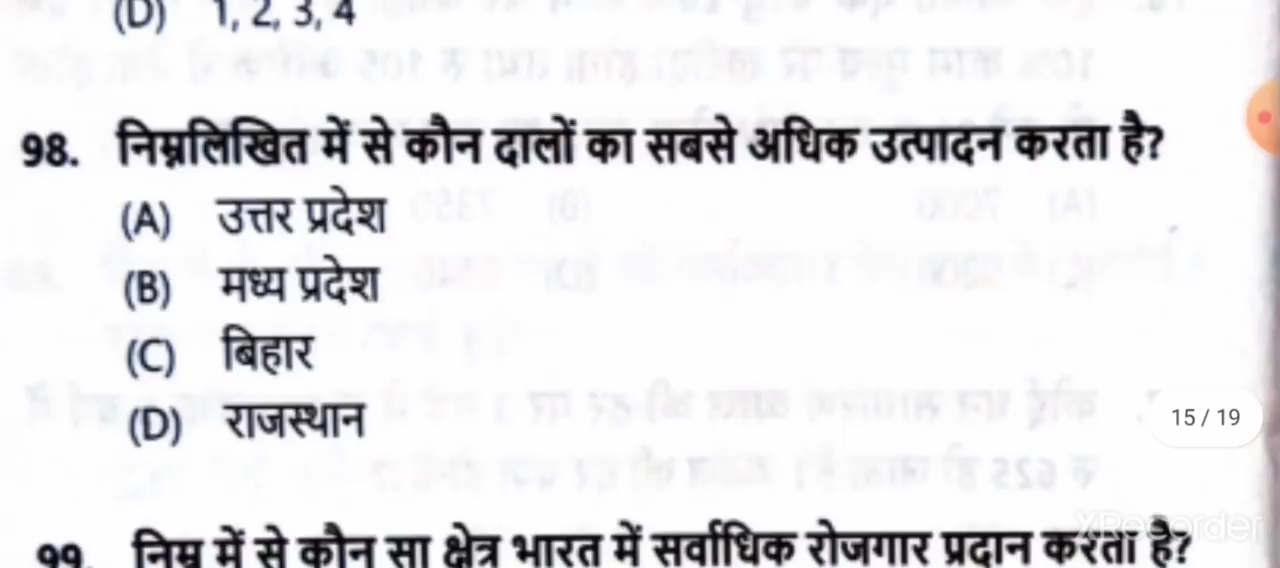 (D) 1, 2, 3, 4
98. निम्नलिखित में से कौन दालों का सबसे अधिक उत्पादन करता है?
(A) उत्तर प्रदेश
(B) मध्य प्रदेश
(C) बिहार
(D) राजस्थान
15 / 19
99. निम्न में से कौन सा क्षेत्र भारत में सर्वाधिक रोजगार प्रदान करता है?
XRecorder